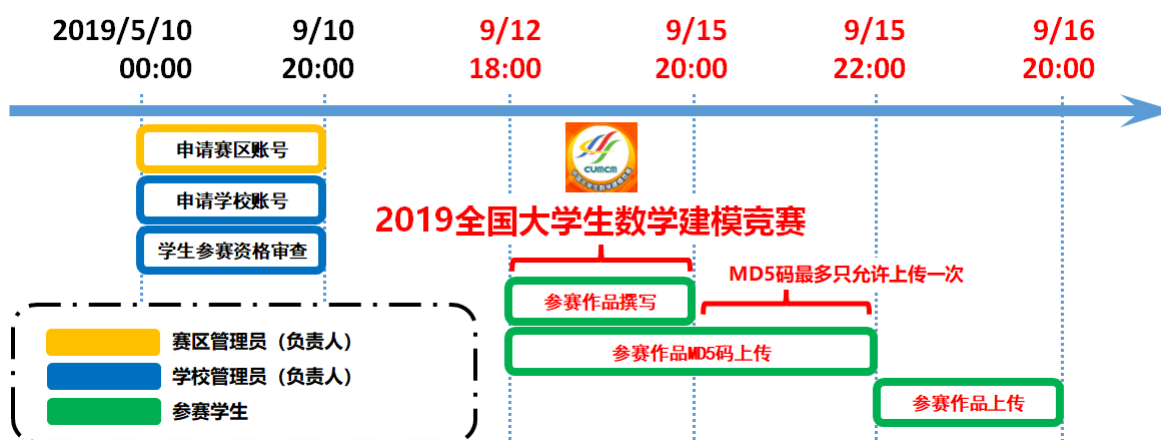 2019/5/10 9/10 9/12 9/15 9/15 9/16
00:00 20:00 18:00 20:00 22:00 20:00
申请赛区账号
CUMCM
申请学校账号
2019全国大学生数学建模竞赛
学生参赛资格审查
MD5码最多只允许上传一次
参赛作品撰写
赛区管理员（负责人）
参赛作品MD5码上传
学校管理员（负责人）
参赛学生
参赛作品上传